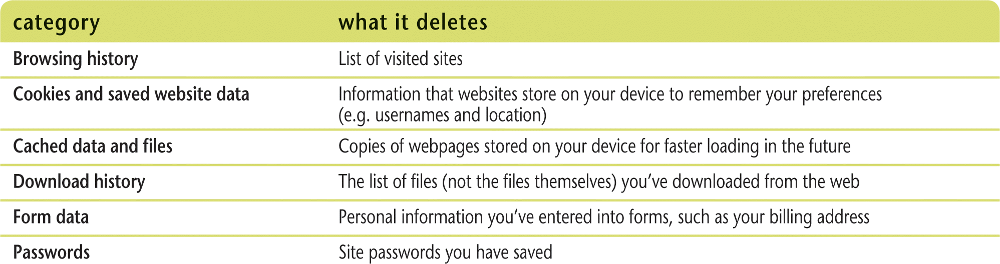 category what it deletes
Browsing history List of visited sites
Cookies and saved website data Information that websites store on your device to remember your preferences
(e.g. usernames and location)
Cached data and files Copies of webpages stored on your device for faster loading in the future
Download history The list of files (not the files themselves) you’ve downloaded from the web
Form data Personal information you’ve entered into forms, such as your billing address
Passwords Site passwords you have saved